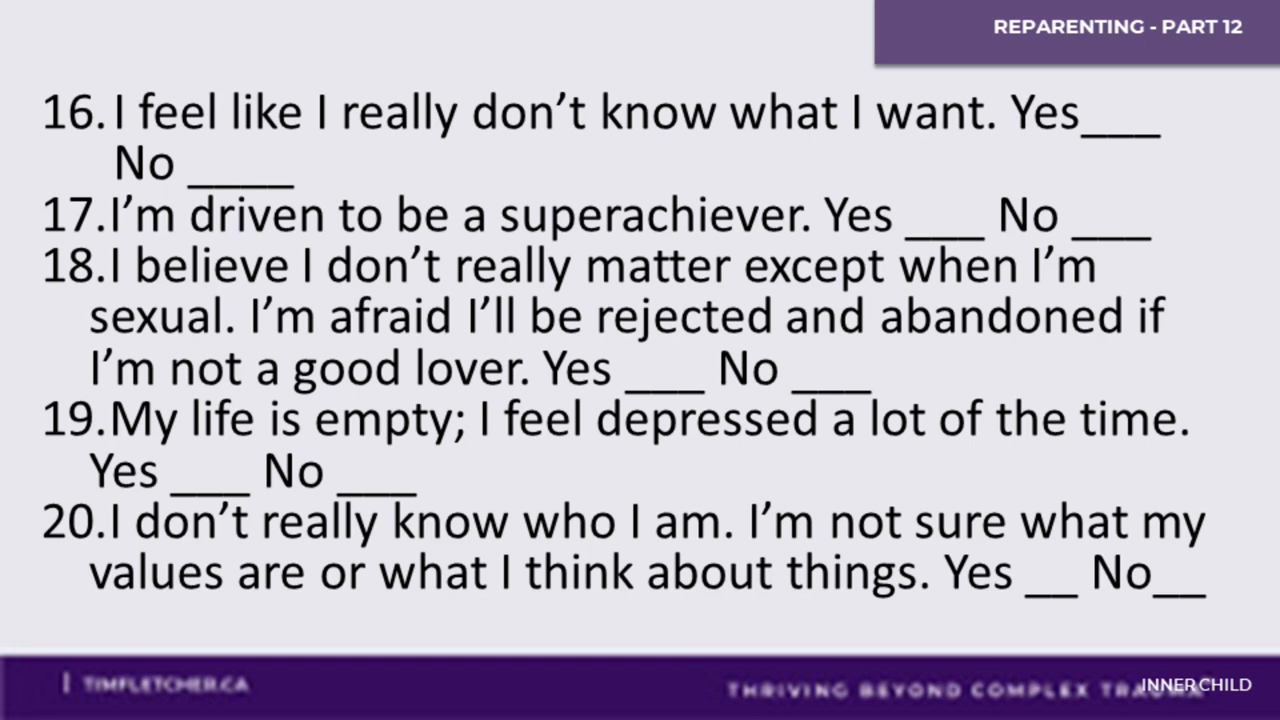 REPARENTING - PART 12
16. I feel like I really don’t know what I want. Yes___
No ____
17.I’m driven to be a superachiever. Yes ___ No ___
18.I believe I don’t really matter except when I’m
sexual. I’m afraid I’ll be rejected and abandoned if
I’m not a good lover. Yes ___ No ___
19.My life is empty; I feel depressed a lot of the time.
Yes ___ No ___
20.I don’t really know who I am. I’m not sure what my
values are or what I think about things. Yes __ No__
| TIMFLETCHER.CA
THRIVING BEYOND COMPLEX TRAUMA
INNER CHILD